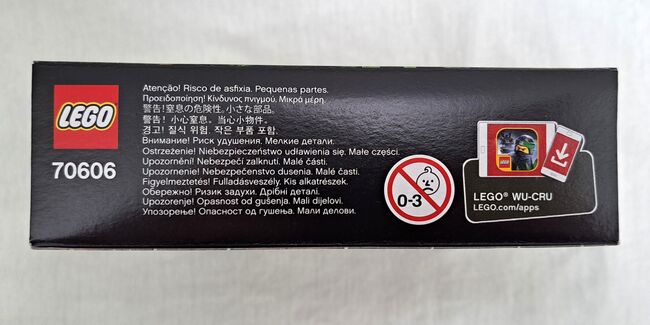 LEGO
70606
Atenção! Risco de asfixia. Pequenas partes.
Προειδοποίηση! Κίνδυνος πνιγμού. Μικρά μέρη.
警告!窒息の危険性。小さな部品。
警告! 小心窒息。当心小物件。
경고! 질식 위험. 작은 부품 포함.
Внимание! Риск удушения. Мелкие детали.
Ostrzeżenie! Niebezpieczeństwo udławienia się. Małe części.
Upozornění! Nebezpečí zalknutí. Malé části.
Upozornenie! Nebezpečenstvo dusenia. Malé časti.
Figyelmeztetés! Fulladásveszély. Kis alkatrészek.
Обережно! Ризик задухи. Дрібні деталі.
Upozorenje! Opasnost od gušenja. Mali dijelovi.
Упозорење! Опасност од гушења. Мали делови.
0-3
LEGO® WU-CRU
LEGO.com/apps